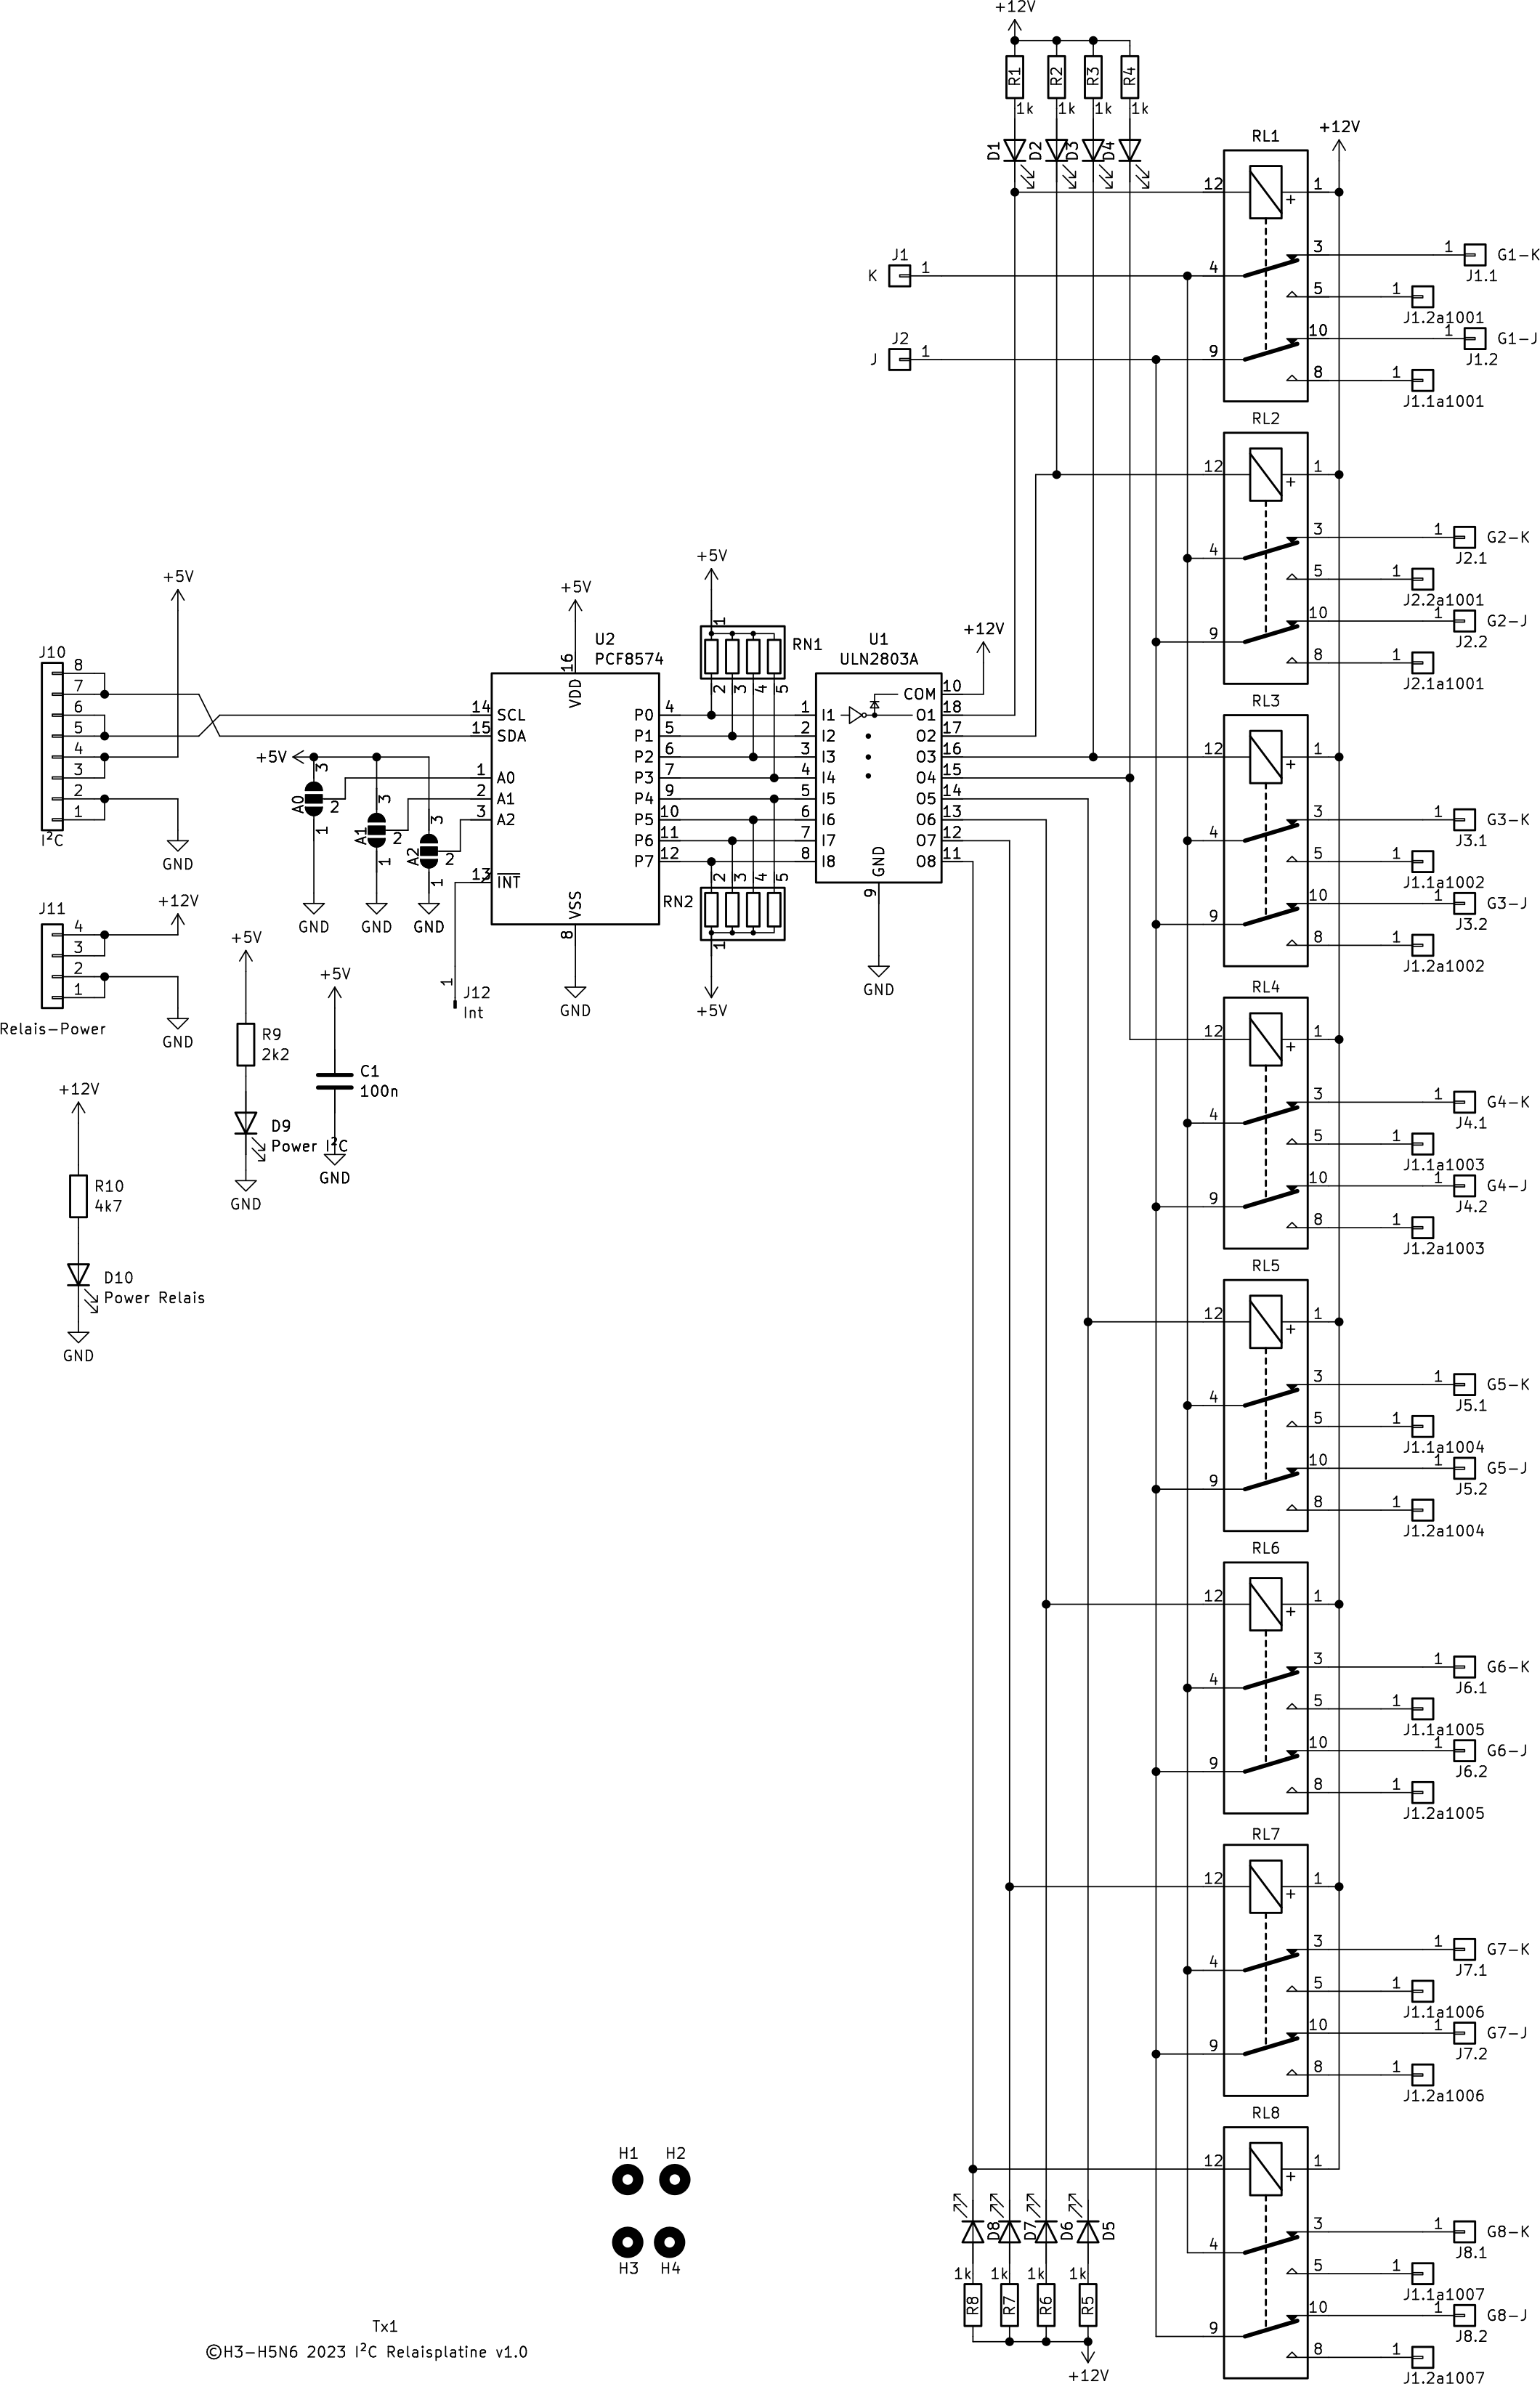 +12V
R1
R2
R3
R4
1k
1k
1k
1k
D1
D2
D3
D4
RL1
+12V
12
1
+
J1
K
1
4
3
1
G1-K
J1.1
5
1
J1.2a1001
J2
J
1
9
10
1
G1-J
J1.2
8
1
J1.1a1001
RL2
12
1
+
4
3
1
G2-K
J2.1
5
1
J2.2a1001
9
10
1
G2-J
J2.2
8
1
J2.1a1001
RL3
12
1
+
4
3
1
G3-K
J3.1
5
1
J1.1a1002
9
10
1
G3-J
J3.2
8
1
J1.2a1002
RL4
12
1
+
4
3
1
G4-K
J4.1
5
1
J1.1a1003
9
10
1
G4-J
J4.2
8
1
J1.2a1003
RL5
12
1
+
4
3
1
G5-K
J5.1
5
1
J1.1a1004
9
10
1
G5-J
J5.2
8
1
J1.2a1004
RL6
12
1
+
4
3
1
G6-K
J6.1
5
1
J1.1a1005
9
10
1
G6-J
J6.2
8
1
J1.2a1005
RL7
12
1
+
4
3
1
G7-K
J7.1
5
1
J1.1a1006
9
10
1
G7-J
J7.2
8
1
J1.2a1006
RL8
12
1
+
4
3
1
G8-K
J8.1
5
1
J1.1a1007
9
10
1
G8-J
J8.2
8
1
J1.2a1007
+5V
J10
8
7
6
5
4
3
2
1
I²C
GND
J11
+12V
4
3
2
1
Relais-Power
GND
+5V
A0
3
2
1
GND
A1
3
2
1
GND
A2
3
2
1
GND
+5V
R9
2k2
D9
Power I²C
GND
+5V
C1
100n
GND
+12V
R10
4k7
D10
Power Relais
GND
+5V
U2
PCF8574
16
VDD
14
SCL
15
SDA
1
A0
2
A1
3
A2
13
INT
VSS
8
GND
P0
4
P1
5
P2
6
P3
7
P4
9
P5
10
P6
11
P7
12
1
J12
Int
+5V
1
RN1
2
3
4
5
2
3
4
5
RN2
1
+5V
U1
ULN2803A
+12V
COM
10
1
I1
O1
18
2
I2
O2
17
3
I3
O3
16
4
I4
O4
15
5
I5
O5
14
6
I6
O6
13
7
I7
O7
12
8
I8
O8
11
GND
9
GND
D8
D7
D6
D5
1k
1k
1k
1k
R8
R7
R6
R5
+12V
H1
H2
H3
H4
Tx1
©H3-H5N6 2023 I²C Relaisplatine v1.0